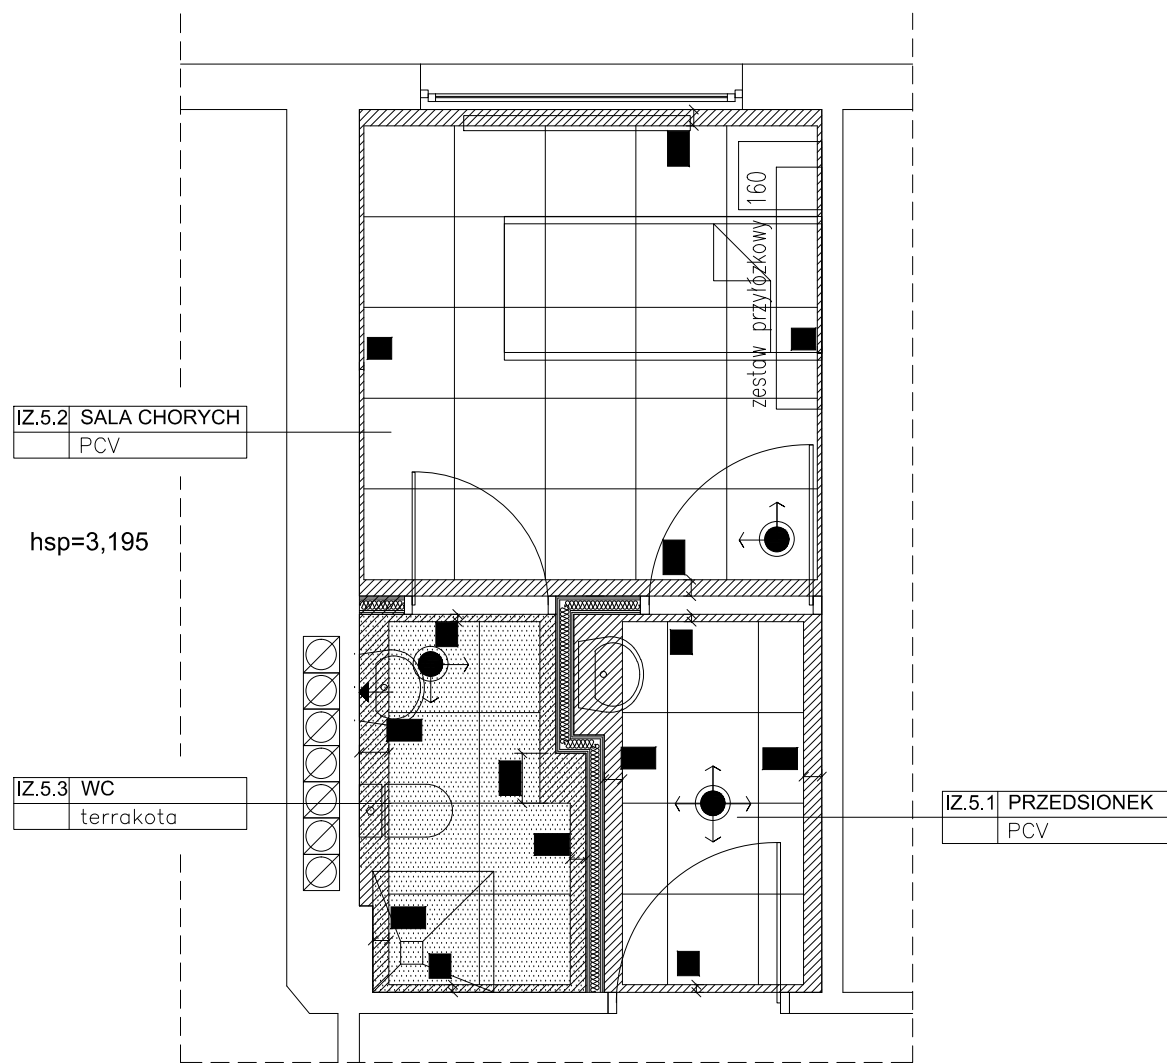 zestaw przyłóżkowy 160
IZ.5.2 SALA CHORYCH
PCV
hsp=3,195
IZ.5.3 WC
terrakota
IZ.5.1 PRZEDSIONEK
PCV